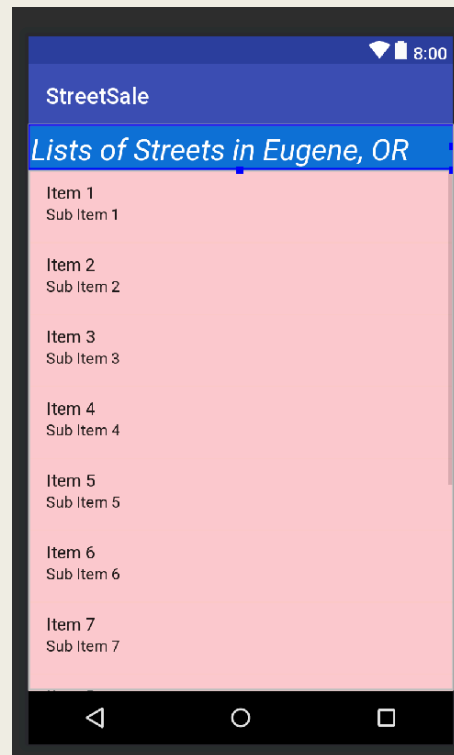 8:00
StreetSale
Lists of Streets in Eugene, OR
Item 1
Sub Item 1
Item 2
Sub Item 2
Item 3
Sub Item 3
Item 4
Sub Item 4
Item 5
Sub Item 5
Item 6
Sub Item 6
Item 7
Sub Item 7